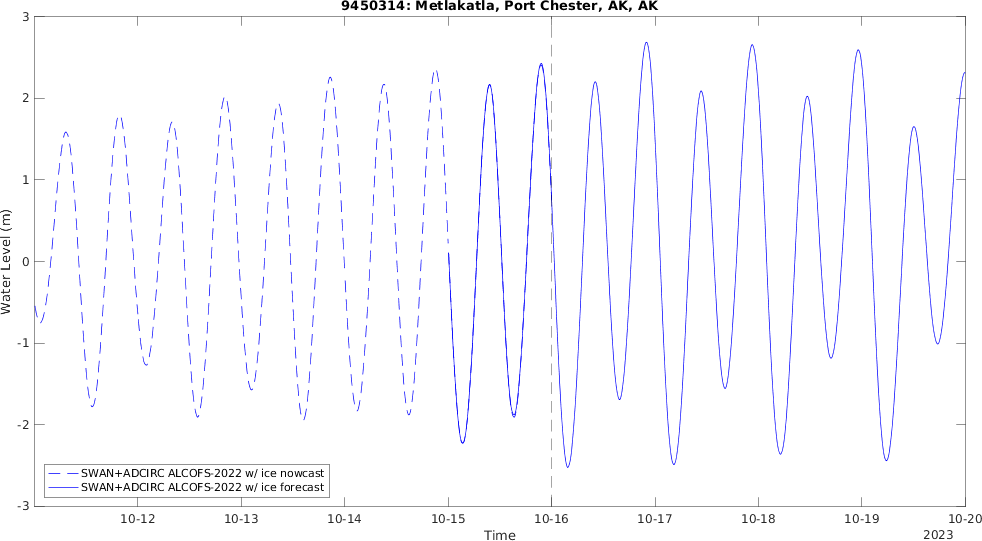 9450314: Metlakatla, Port Chester, AK, AK
3
2
1
0
-1
-2
-3
Water Level (m)
SWAN+ADCIRC ALCOFS-2022 w/ ice nowcast
SWAN+ADCIRC ALCOFS-2022 w/ ice forecast
10-12 10-13 10-14 10-15 10-16 10-17 10-18 10-19 10-20
Time
2023